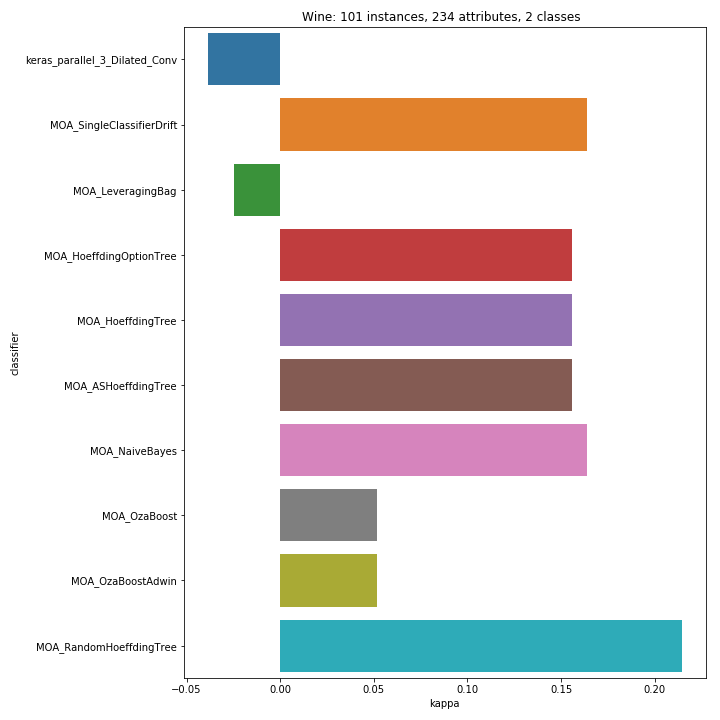 Wine: 101 instances, 234 attributes, 2 classes
keras_parallel_3_Dilated_Conv
MOA_SingleClassifierDrift
MOA_LeveragingBag
MOA_HoeffdingOptionTree
MOA_HoeffdingTree
MOA_ASHoeffdingTree
MOA_NaiveBayes
MOA_OzaBoost
MOA_OzaBoostAdwin
MOA_RandomHoeffdingTree
classifier
−0.05 0.00 0.05 0.10 0.15 0.20
kappa